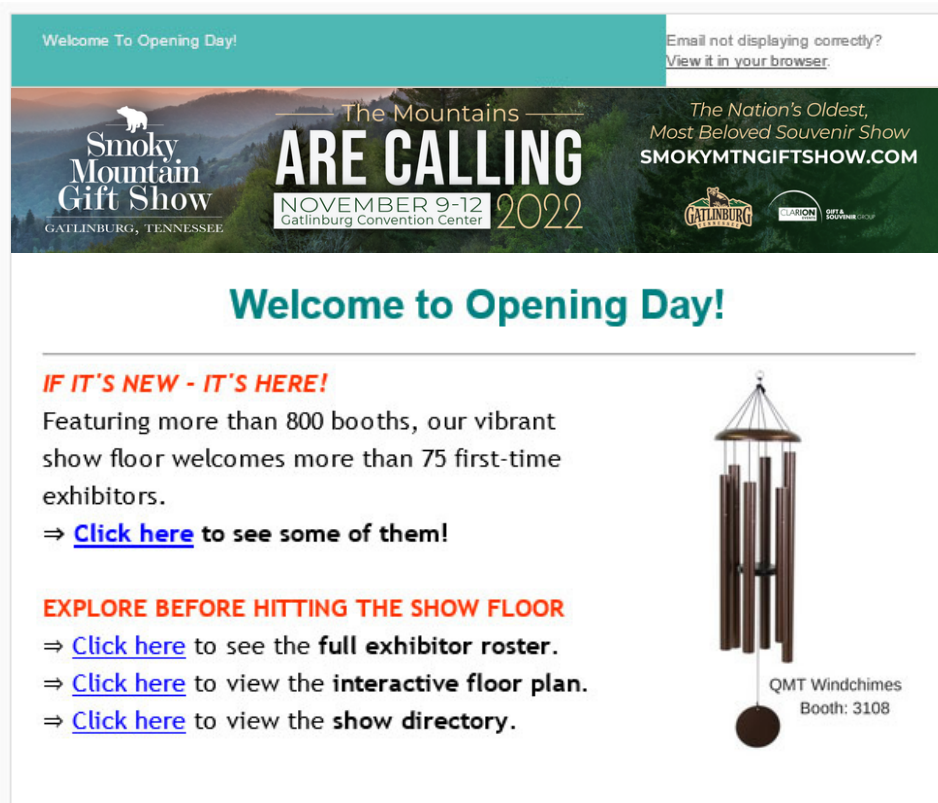 Welcome To Opening Day!
Email not displaying correctly?
View it in your browser.
Smoky
Mountain
Gift Show
GATLINBURG, TENNESSEE
The Mountains
ARE CALLING
NOVEMBER 9-12
Gatlinburg Convention Center
2022
The Nation's Oldest,
Most Beloved Souvenir Show
SMOKYMTNGIFTSHOW.COM
GATLINBURG
TENNESSEE
CLARION
GIFT &
SOUVENIR GROUP
Welcome to Opening Day!
IF IT'S NEW - IT'S HERE!
Featuring more than 800 booths, our vibrant
show floor welcomes more than 75 first-time
exhibitors.
⇒ Click here to see some of them!
EXPLORE BEFORE HITTING THE SHOW FLOOR
⇒ Click here to see the full exhibitor roster.
⇒ Click here to view the interactive floor plan.
⇒ Click here to view the show directory.
QMT Windchimes
Booth: 3108